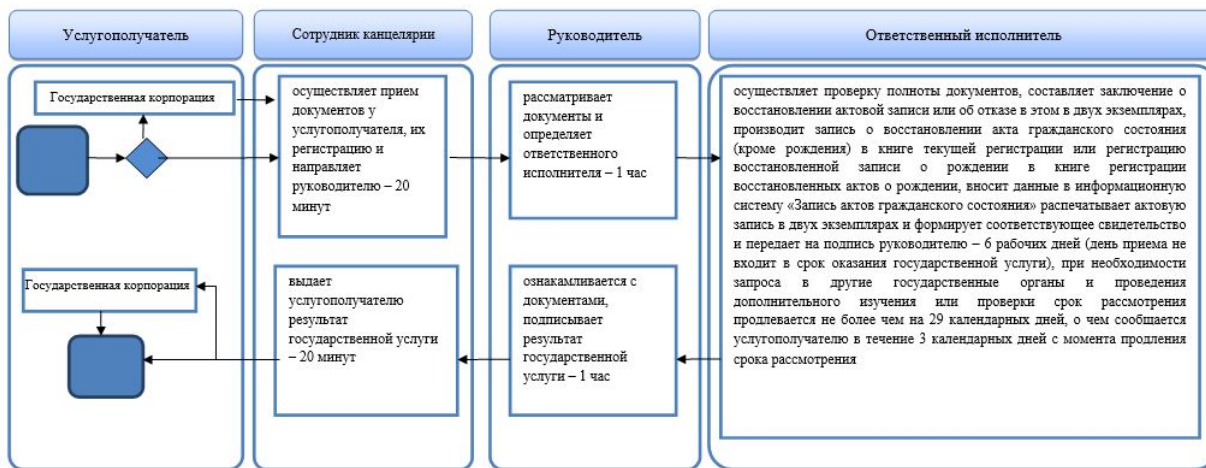 Услугополучатель
Сотрудник канцелярии
Руководитель
Ответственный исполнитель
Государственная корпорация
осуществляет прием
документов у
услугополучателя, их
регистрацию и
направляет
руководителю – 20
минут
рассматривает
документы и
определяет
ответственного
исполнителя – 1 час
осуществляет проверку полноты документов, составляет заключение о
восстановлении актовой записи или об отказе в этом в двух экземплярах,
производит запись о восстановлении акта гражданского состояния
(кроме рождения) в книге текущей регистрации или регистрацию
восстановленной записи о рождении в книге регистрации
восстановленных актов о рождении, вносит данные в информационную
систему «Запись актов гражданского состояния» распечатывает актовую
запись в двух экземплярах и формирует соответствующее свидетельство
и передает на подпись руководителю – 6 рабочих дней (день приема не
входит в срок оказания государственной услуги), при необходимости
запроса в другие государственные органы и проведения
дополнительного изучения или проверки срок рассмотрения
продлевается не более чем на 29 календарных дней, о чем сообщается
услугополучателю в течение 3 календарных дней с момента продления
срока рассмотрения
Государственная корпорация
выдает
услугополучателю
результат
государственной услуги
– 20 минут
ознакамливается с
документами,
подписывает
результат
государственной
услуги – 1 час